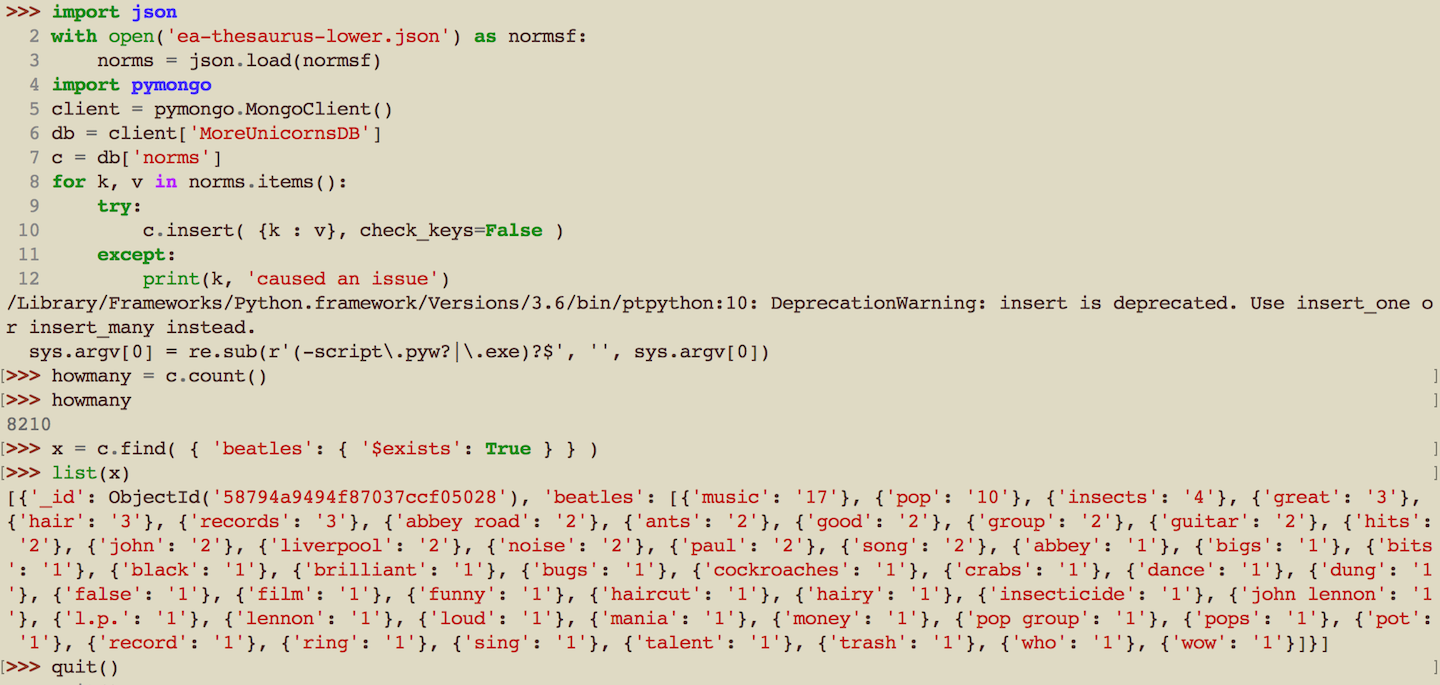 >>> import json
  2 with open('ea-thesaurus-lower.json') as normsf:
  3     norms = json.load(normsf)
  4 import pymongo
  5 client = pymongo.MongoClient()
  6 db = client['MoreUnicornsDB']
  7 c = db['norms']
  8 for k, v in norms.items():
  9     try:
 10         c.insert( {k : v}, check_keys=False )
 11     except:
 12         print(k, 'caused an issue')
/Library/Frameworks/Python.framework/Versions/3.6/bin/ptpython:10: DeprecationWarning: insert is deprecated. Use insert_one o
r insert_many instead.
  sys.argv[0] = re.sub(r'(-script\.pyw?|\.exe)?$', '', sys.argv[0])
[>>> howmany = c.count() ]
[>>> howmany ]
8210
[>>> x = c.find( { 'beatles': { '$exists': True } } ) ]
[>>> list(x) ]
[{'_id': ObjectId('58794a9494f87037ccf05028'), 'beatles': [{'music': '17'}, {'pop': '10'}, {'insects': '4'}, {'great': '3'},
{'hair': '3'}, {'records': '3'}, {'abbey road': '2'}, {'ants': '2'}, {'good': '2'}, {'group': '2'}, {'guitar': '2'}, {'hits':
 '2'}, {'john': '2'}, {'liverpool': '2'}, {'noise': '2'}, {'paul': '2'}, {'song': '2'}, {'abbey': '1'}, {'bigs': '1'}, {'bits
': '1'}, {'black': '1'}, {'brilliant': '1'}, {'bugs': '1'}, {'cockroaches': '1'}, {'crabs': '1'}, {'dance': '1'}, {'dung': '1
'}, {'false': '1'}, {'film': '1'}, {'funny': '1'}, {'haircut': '1'}, {'hairy': '1'}, {'insecticide': '1'}, {'john lennon': '1
'}, {'l.p.': '1'}, {'lennon': '1'}, {'loud': '1'}, {'mania': '1'}, {'money': '1'}, {'pop group': '1'}, {'pops': '1'}, {'pot':
 '1'}, {'record': '1'}, {'ring': '1'}, {'sing': '1'}, {'talent': '1'}, {'trash': '1'}, {'who': '1'}, {'wow': '1'}]}]
[>>> quit() ]